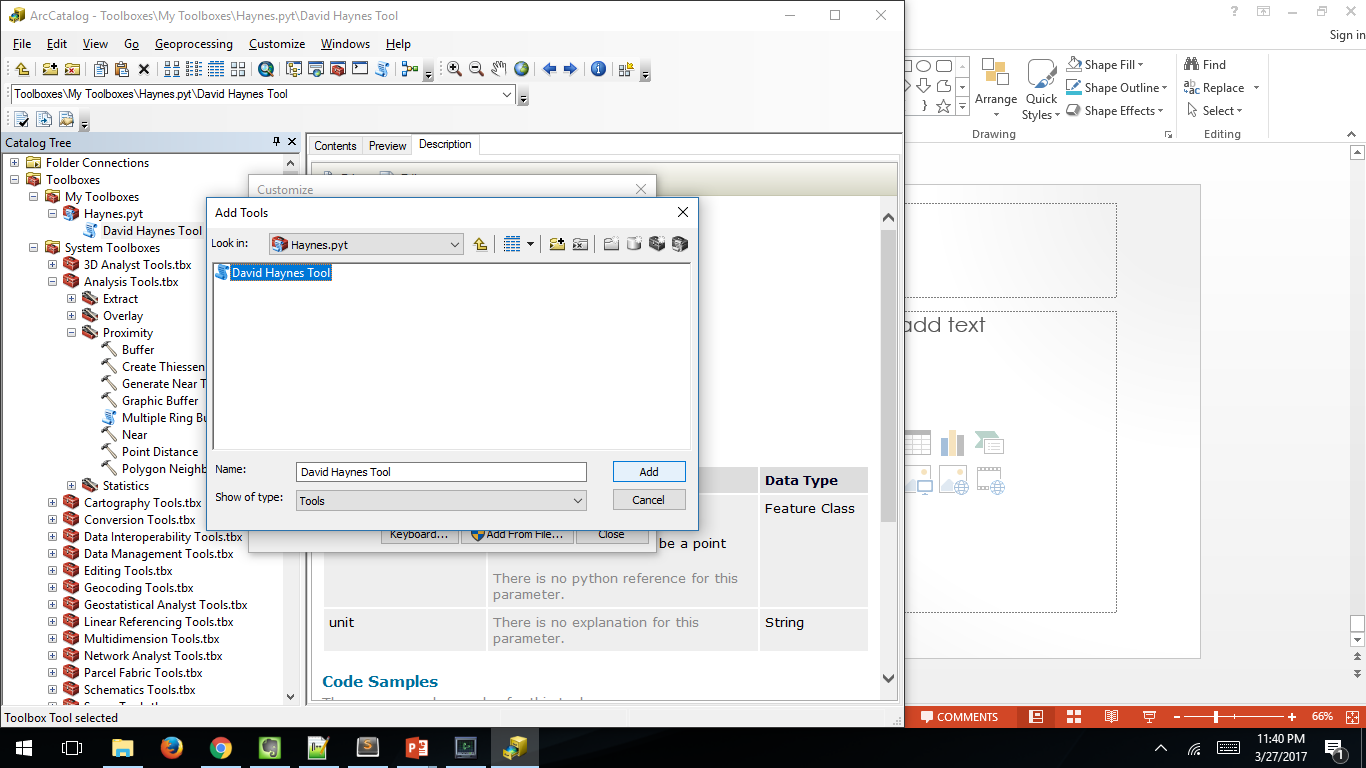 ArcCatalog - Toolboxes\My Toolboxes\Haynes.pyt\David Haynes Tool
File Edit View Go Geoprocessing Customize Windows Help
Toolboxes\My Toolboxes\Haynes.pyt\David Haynes Tool
Catalog Tree
Folder Connections
Toolboxes
My Toolboxes
Haynes.pyt
David Haynes Tool
System Toolboxes
3D Analyst Tools.tbx
Analysis Tools.tbx
Extract
Overlay
Proximity
Buffer
Create Thiessen
Generate Near T
Graphic Buffer
Multiple Ring Bu
Near
Point Distance
Polygon Neighb
Statistics
Cartography Tools.tbx
Conversion Tools.tbx
Data Interoperability Tools.tbx
Data Management Tools.tbx
Editing Tools.tbx
Geocoding Tools.tbx
Geostatistical Analyst Tools.tbx
Linear Referencing Tools.tbx
Multidimension Tools.tbx
Network Analyst Tools.tbx
Parcel Fabric Tools.tbx
Schematics Tools.tbx
Contents Preview Description
Customize
Add Tools
Look in: Haynes.pyt
David Haynes Tool
Name: David Haynes Tool Add
Show of type: Tools Cancel
Keyboard... Add From File... Close
Data Type
Feature Class
be a point
There is no python reference for this
parameter.
unit There is no explanation for this String
parameter.
Code Samples
Toolbox Tool selected
Sign in
Arrange
Quick
Styles
Shape Fill
Shape Outline
Shape Effects
Drawing
Find
Replace
Select
Editing
add text
COMMENTS 66%
11:40 PM
3/27/2017
1